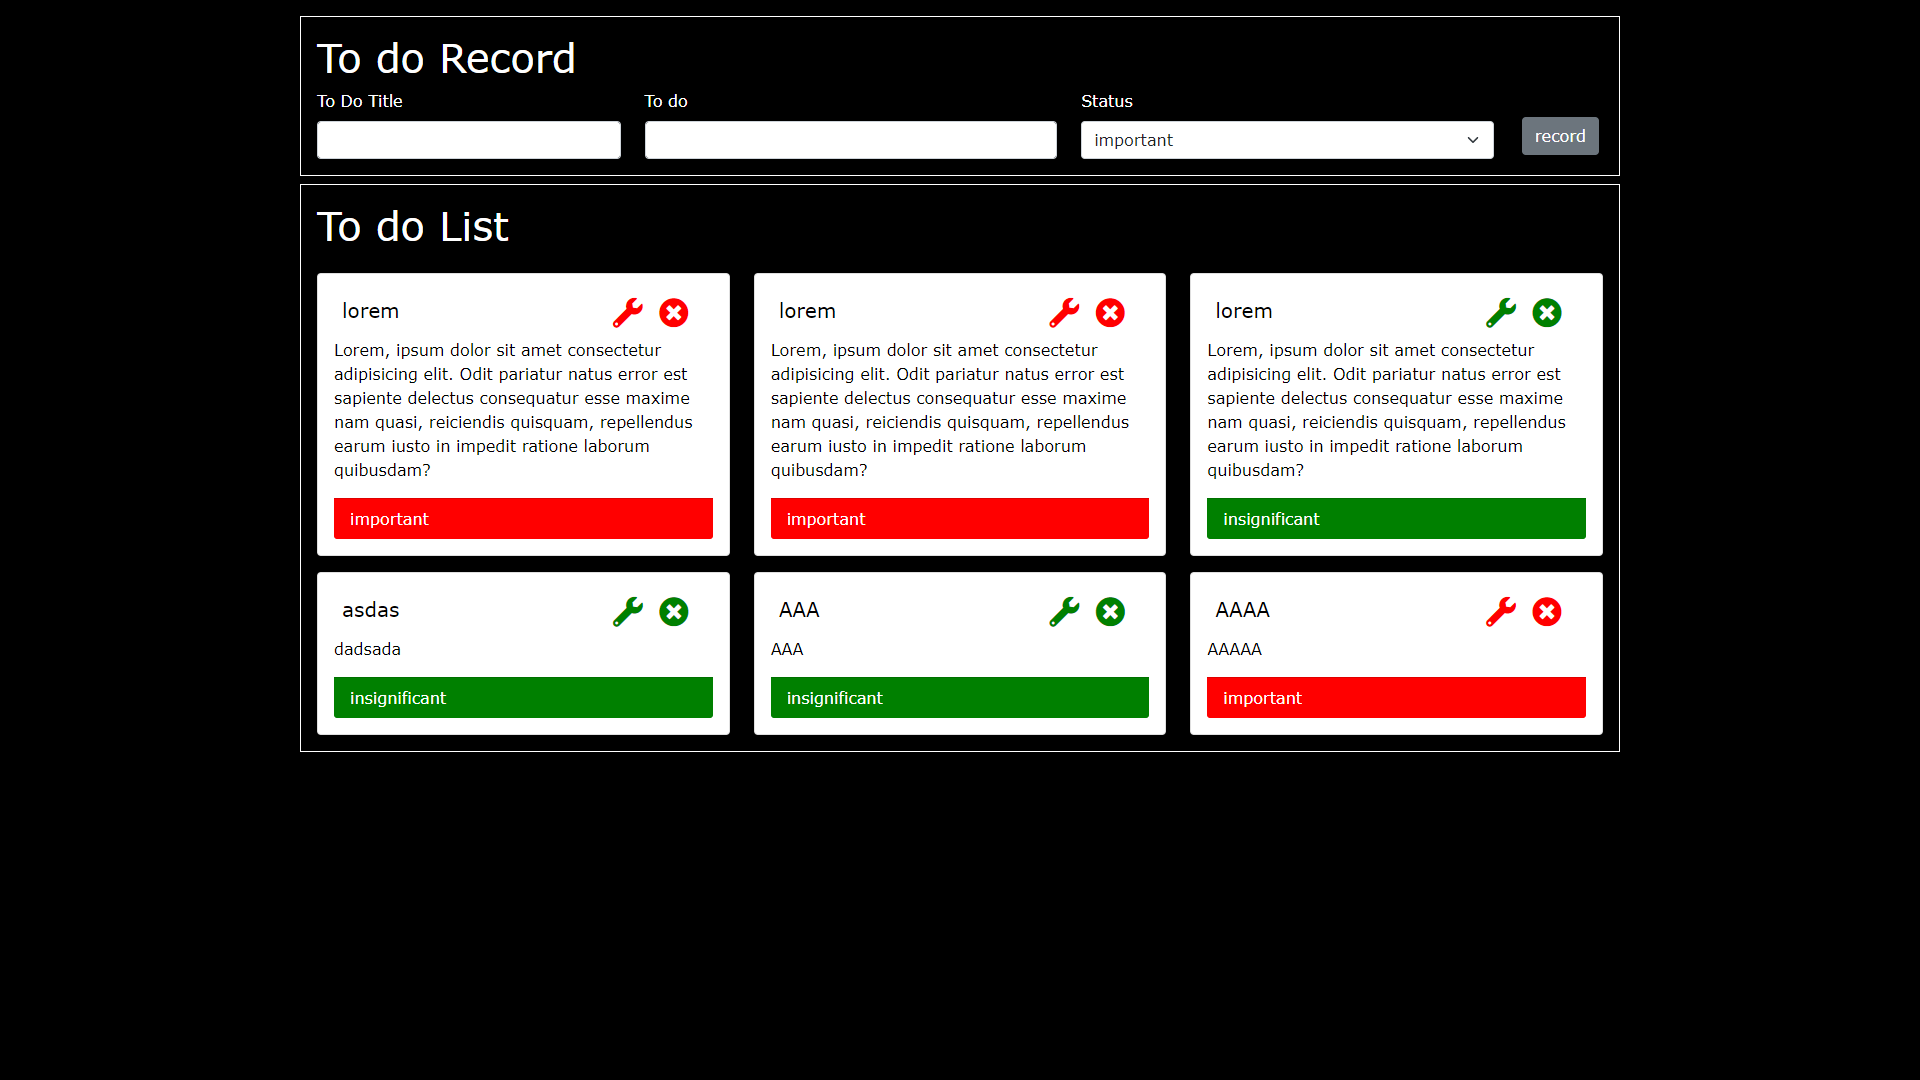 To do Record
To Do Title
To do
Status
important
record
To do List
lorem
Lorem, ipsum dolor sit amet consectetur
adipisicing elit. Odit pariatur natus error est
sapiente delectus consequatur esse maxime
nam quasi, reiciendis quisquam, repellendus
earum iusto in impedit ratione laborum
quibusdam?
important
lorem
Lorem, ipsum dolor sit amet consectetur
adipisicing elit. Odit pariatur natus error est
sapiente delectus consequatur esse maxime
nam quasi, reiciendis quisquam, repellendus
earum iusto in impedit ratione laborum
quibusdam?
important
lorem
Lorem, ipsum dolor sit amet consectetur
adipisicing elit. Odit pariatur natus error est
sapiente delectus consequatur esse maxime
nam quasi, reiciendis quisquam, repellendus
earum iusto in impedit ratione laborum
quibusdam?
insignificant
asdas
dadsada
insignificant
AAA
AAA
insignificant
AAAA
AAAAA
important